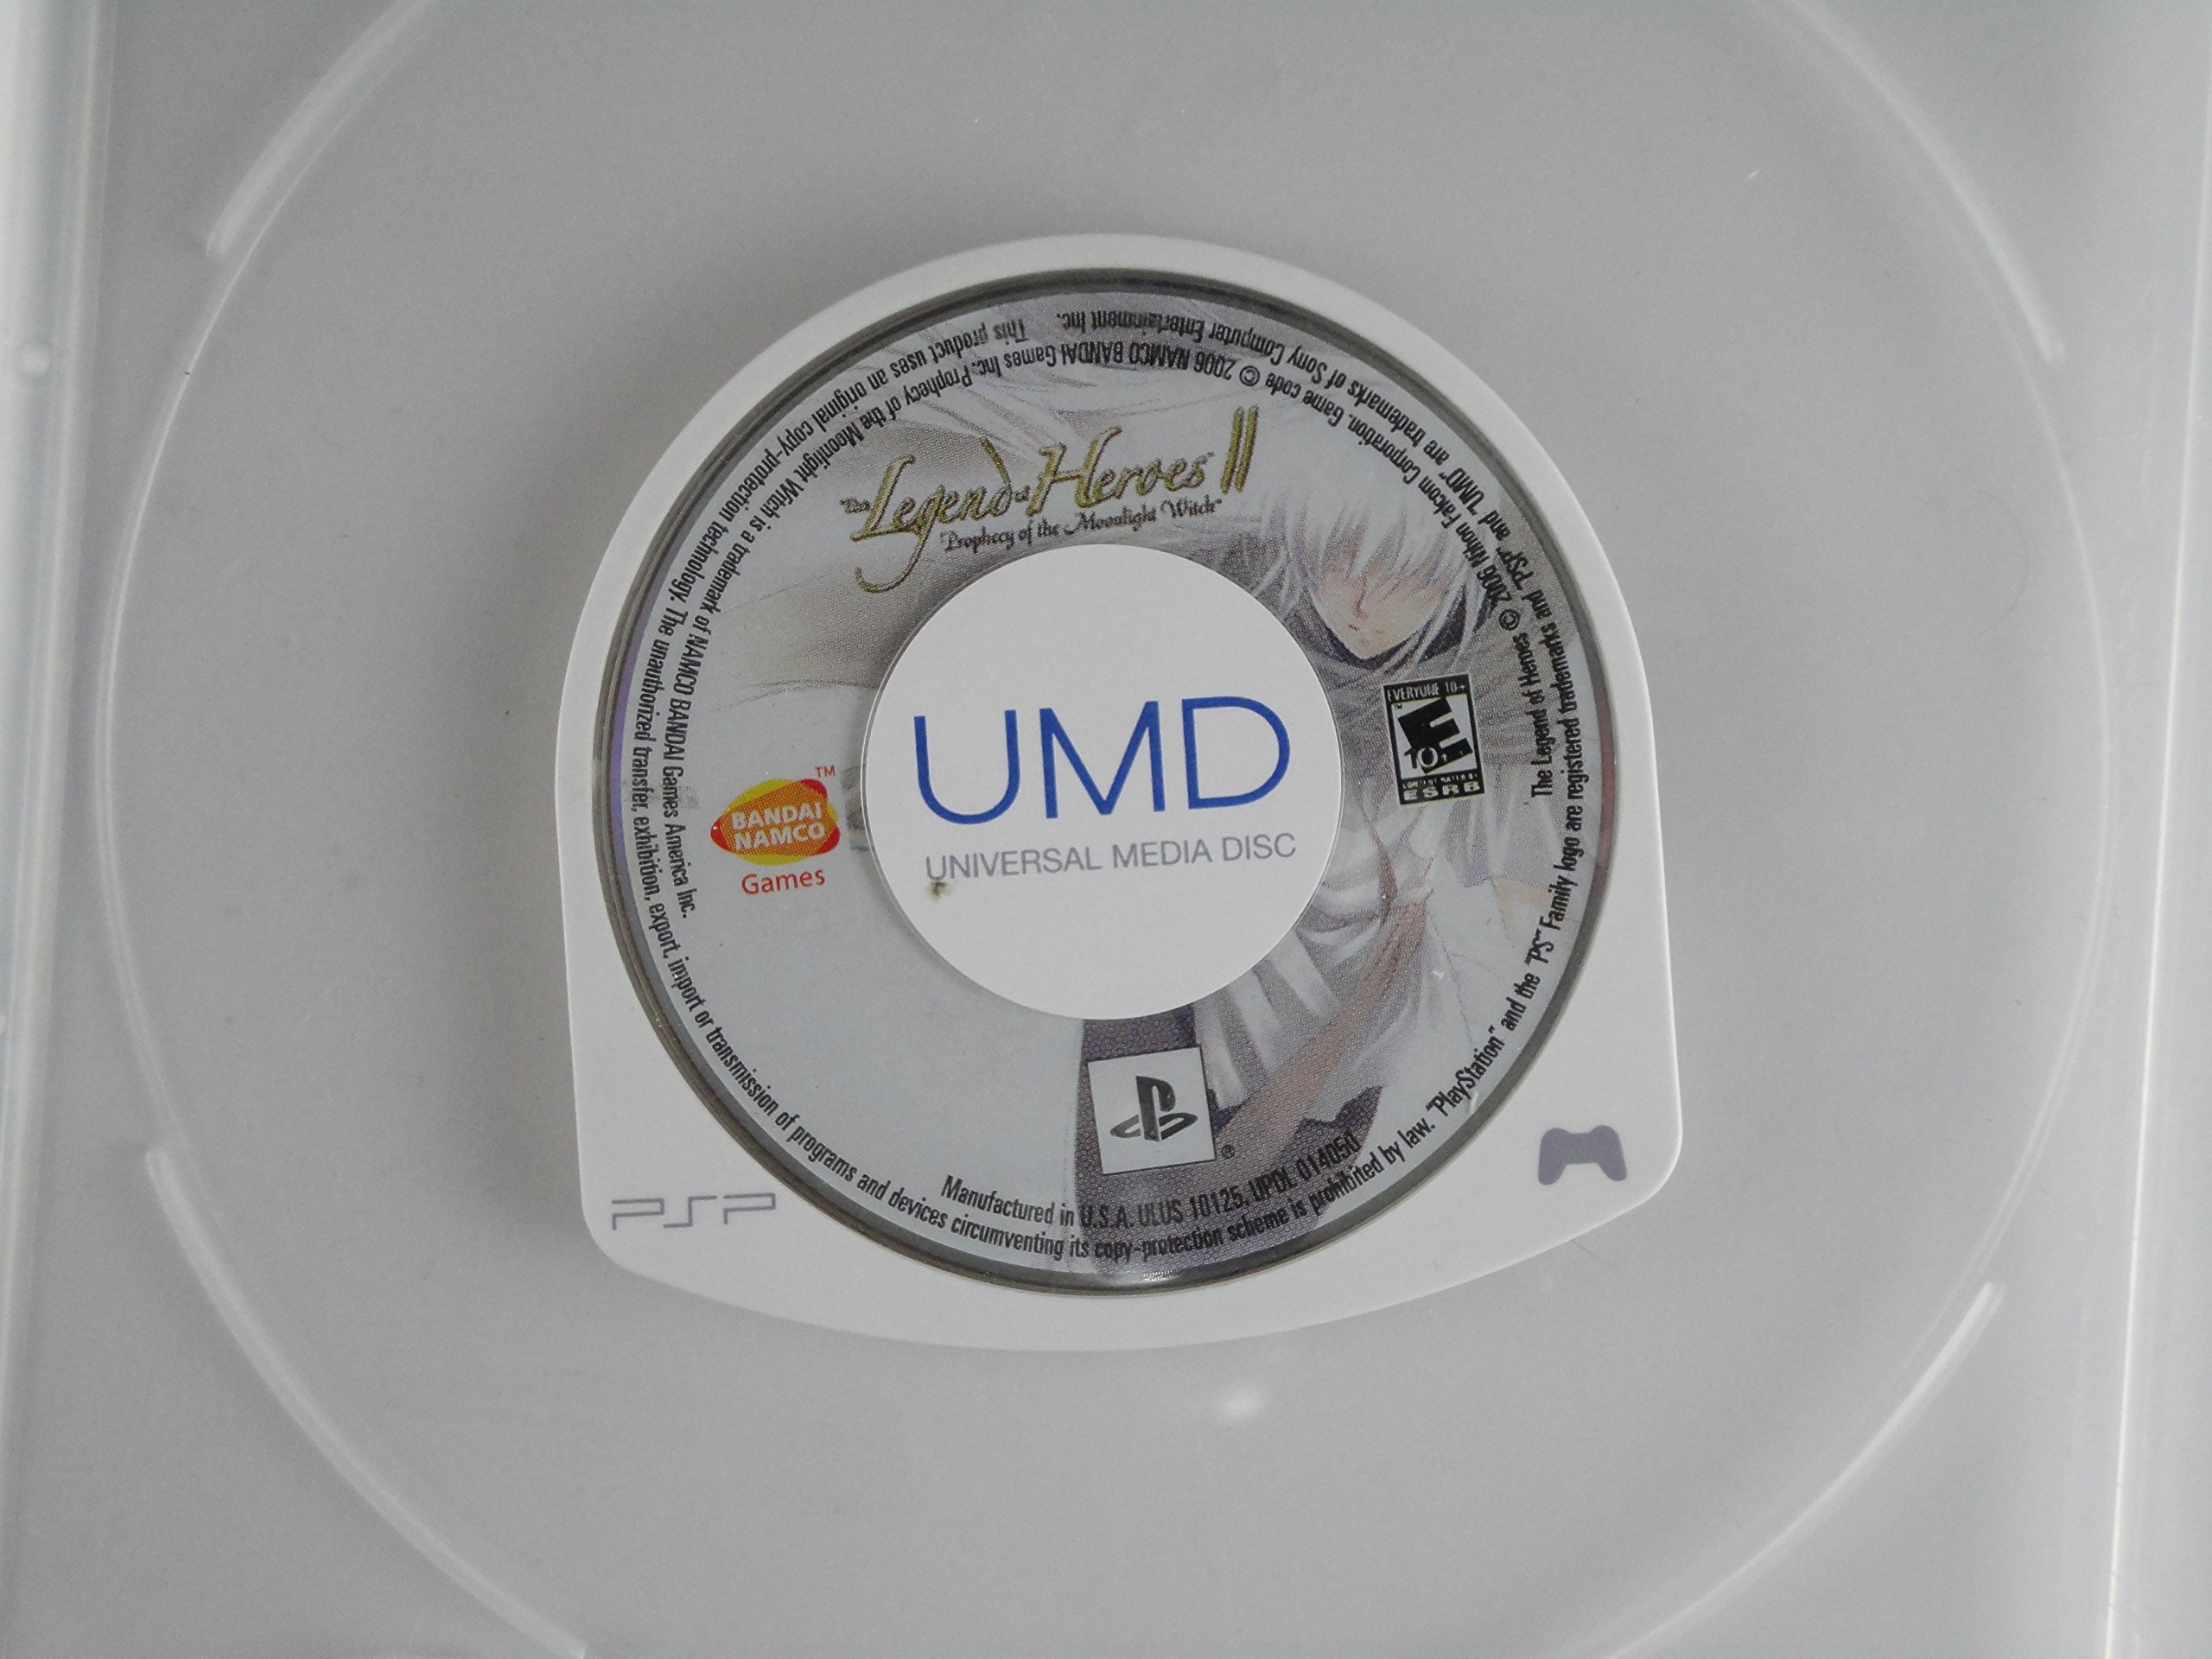 The Legend of Heroes II
Prophecy of the Moonlight Witch
UMD
UNIVERSAL MEDIA DISC
BANDAI
NAMCO
TM
Games
EVERYONE 10+
E
10+
ESRB
®
PSP
Manufactured in U.S.A. ULUS 10125. UPDL 014050
The Legend of Heroes © 2006 Nihon Falcom Corporation. Game code © 2006 NAMCO BANDAI Games Inc. Prophecy of the Moonlight Witch is a trademark of NAMCO BANDAI Games America Inc.
This product uses an original copy-protection technology. The unauthorized transfer, exhibition, export, import or transmission of programs and devices circumventing its copy-protection scheme is prohibited by law. "PlayStation" and the "PS" Family logo are registered trademarks and "PSP" and "UMD" are trademarks of Sony Computer Entertainment Inc.